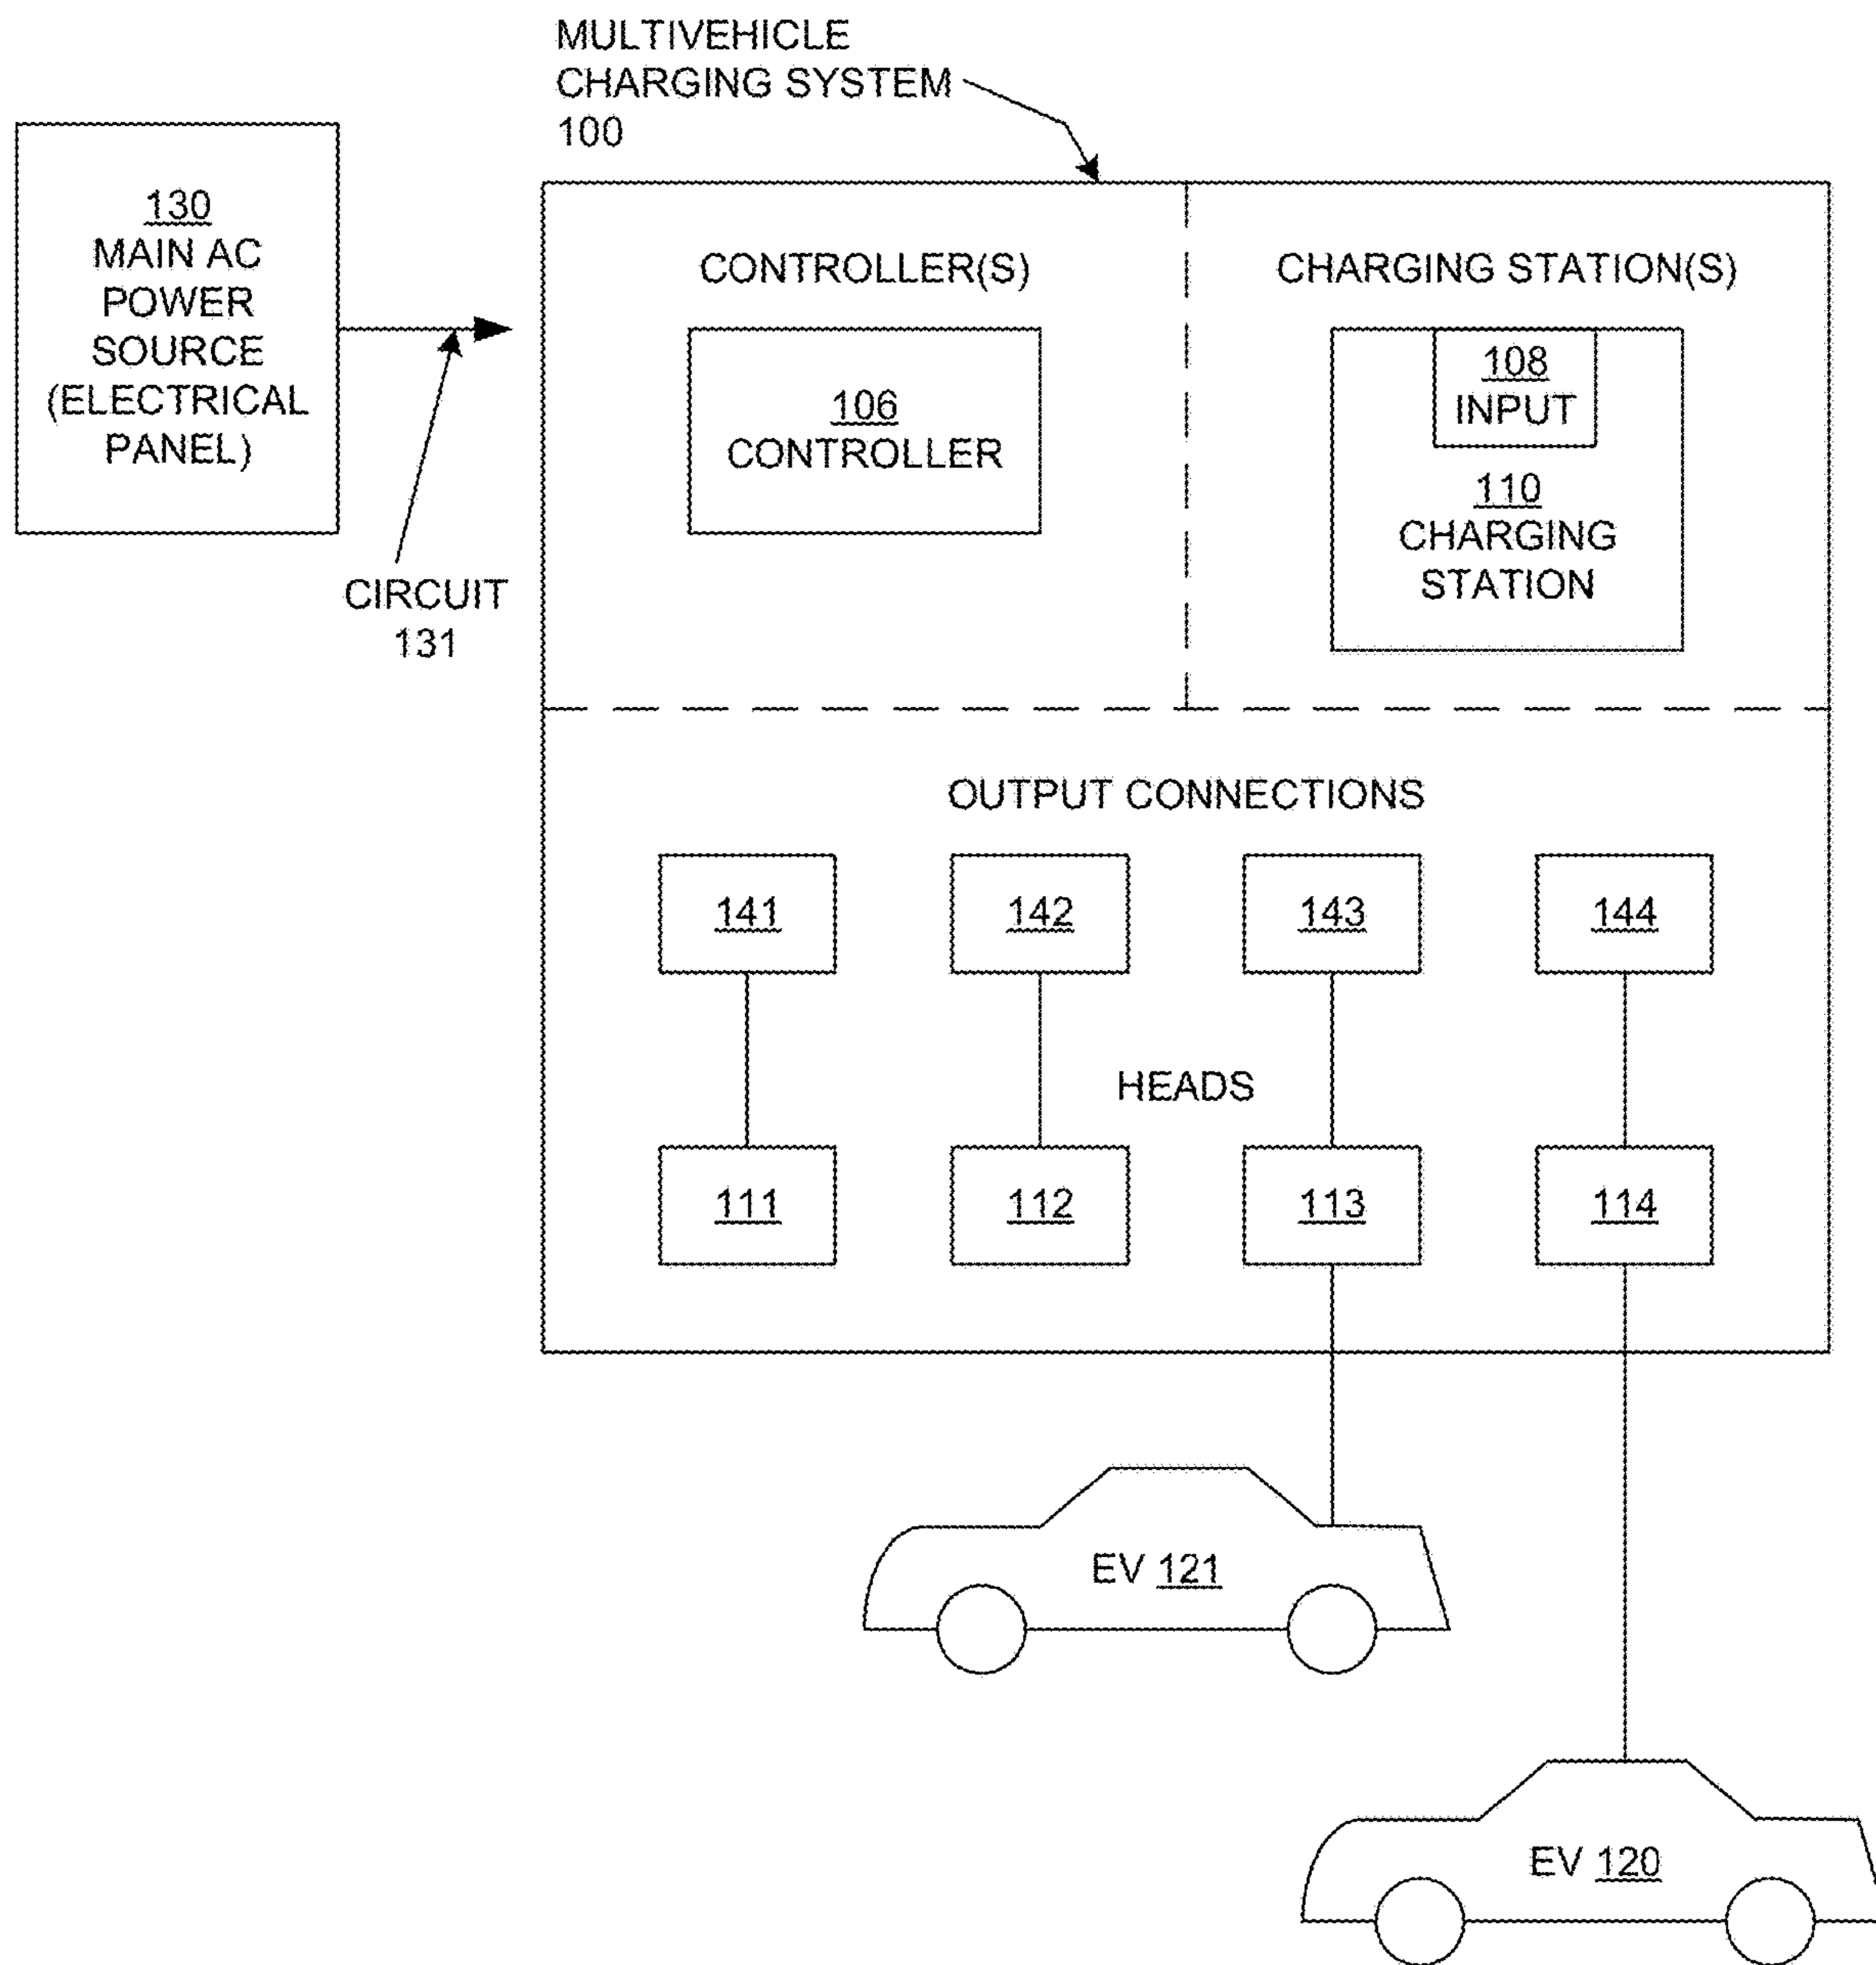 MULTIVEHICLE
CHARGING SYSTEM
100
130
MAIN AC
POWER
SOURCE
(ELECTRICAL
PANEL)
CIRCUIT
131
CONTROLLER(S)
106
CONTROLLER
CHARGING STATION(S)
108
INPUT
110
CHARGING
STATION
OUTPUT CONNECTIONS
141
142
143
144
HEADS
111
112
113
114
EV 121
EV 120